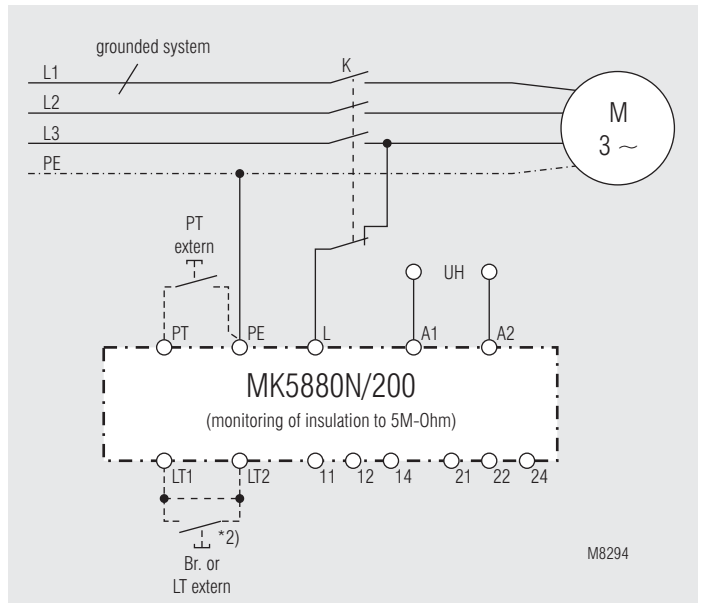 grounded system
L1
K
L2
L3
M
3 ~
PE
PT
extern
UH
PT
PE
L
A1
A2
MK5880N/200
(monitoring of insulation to 5M-Ohm)
LT1
LT2
11
12
14
21
22
24
*2)
Br. or
LT extern
M8294